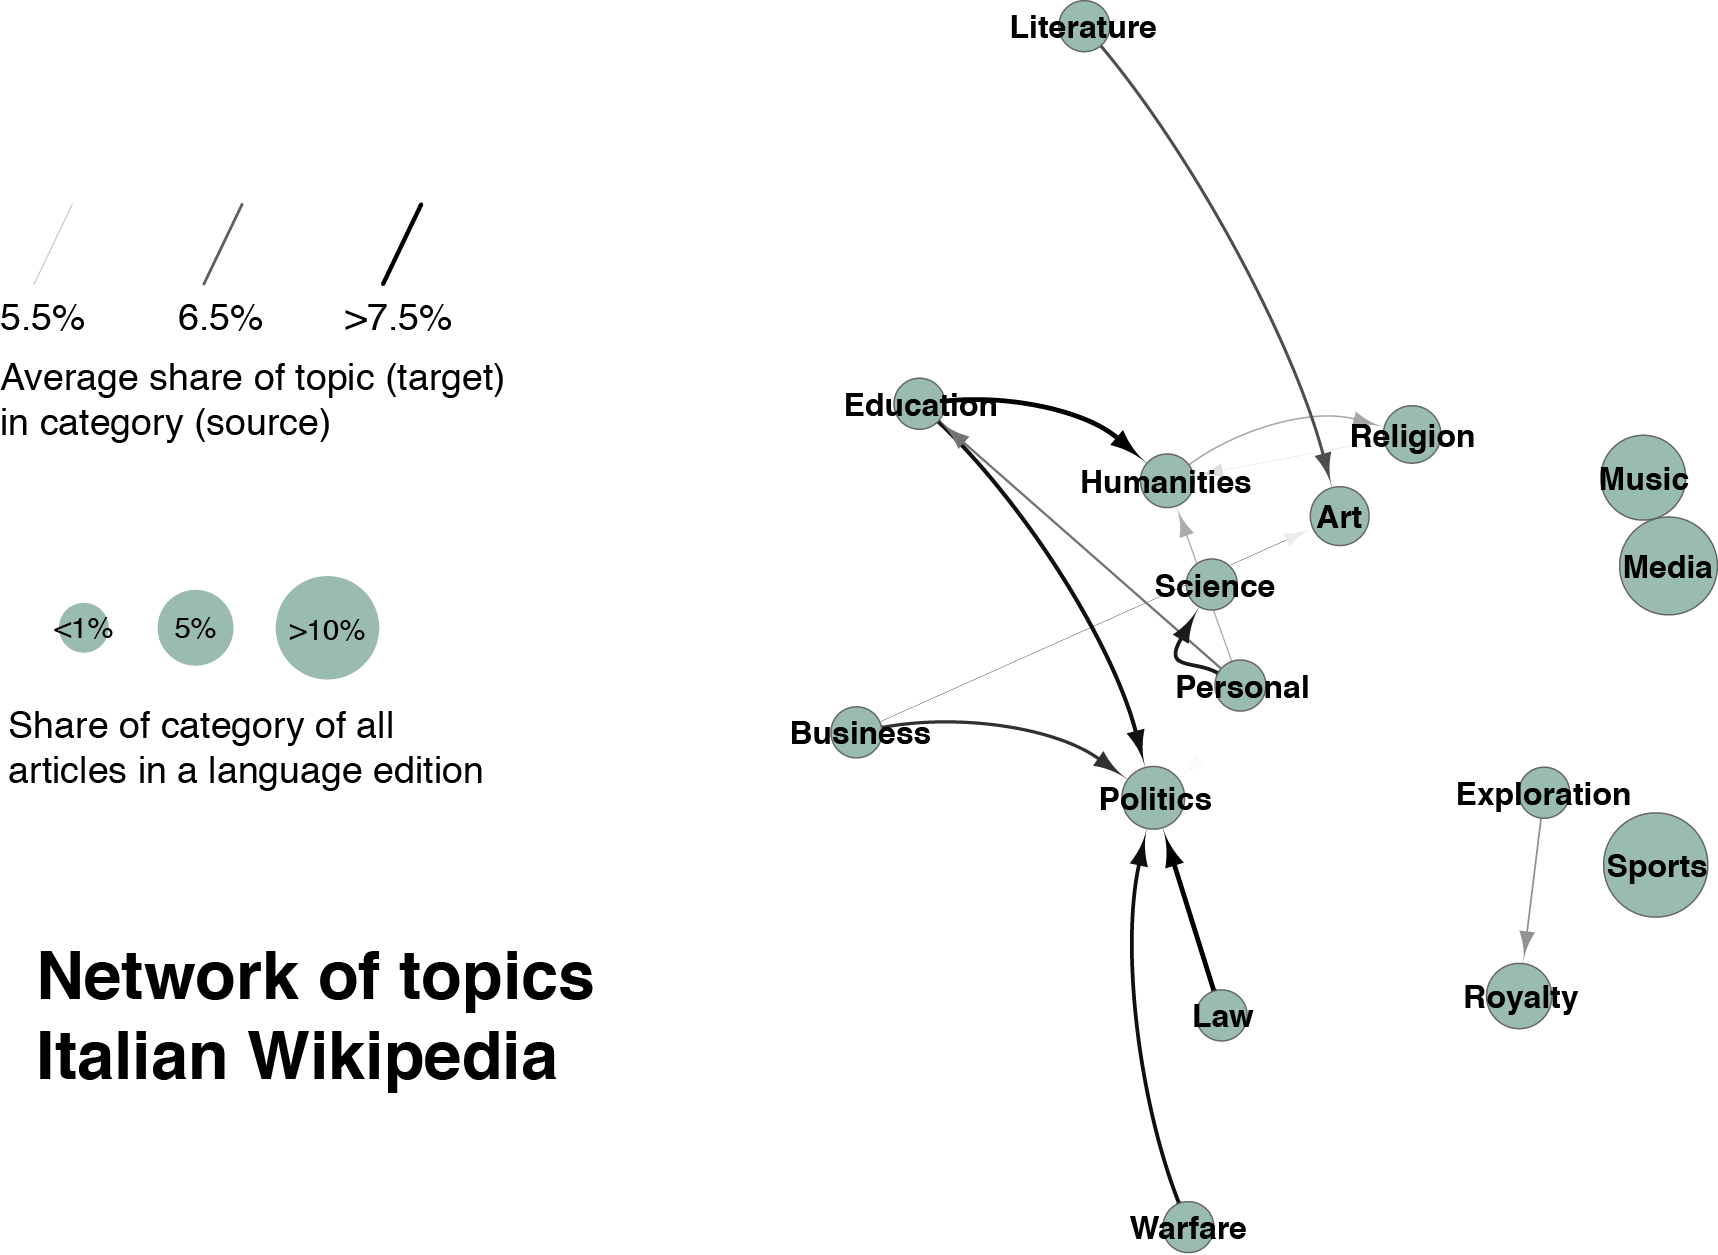 Literature
5.5%
6.5%
>7.5%
Average share of topic (target)
in category (source)
Education
Religion
Humanities
Music
Art
Media
Science
<1%
5%
>10%
Personal
Share of category of all
articles in a language edition
Business
Politics
Exploration
Sports
Royalty
Law
Network of topics
Italian Wikipedia
Warfare